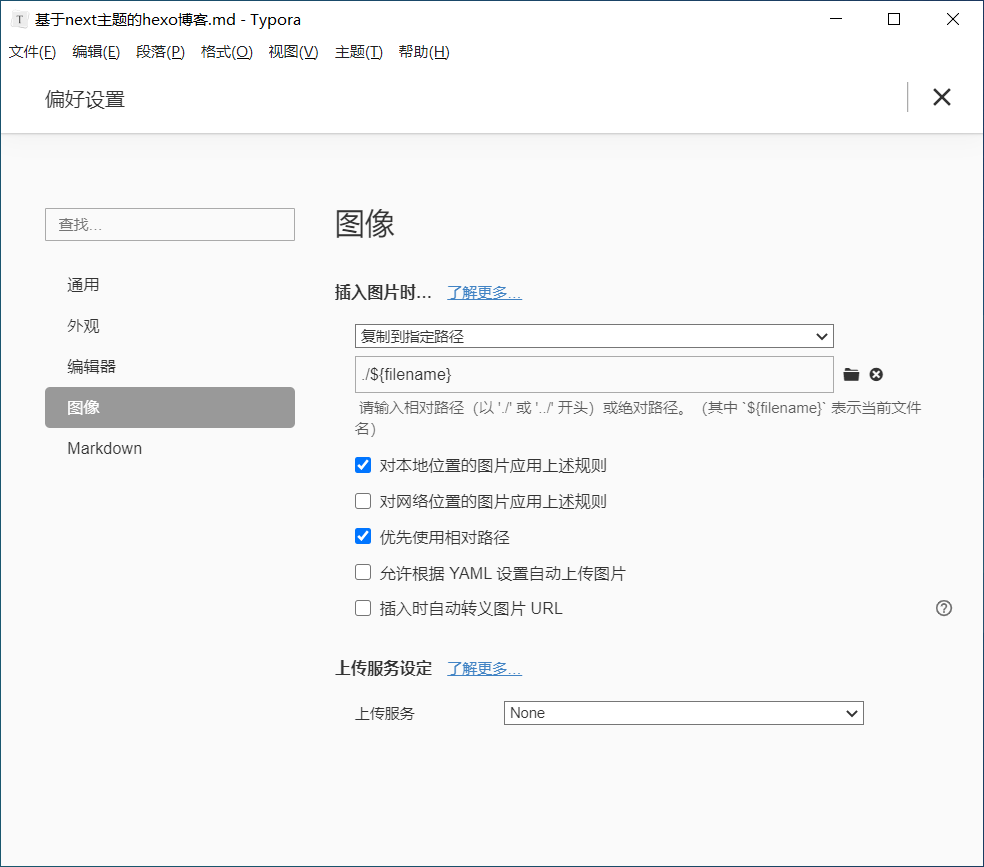 基于next主题的hexo博客.md - Typora
文件(F) 编辑(E) 段落(P) 格式(O) 视图(V) 主题(T) 帮助(H)
偏好设置
查找...
通用
外观
编辑器
图像
Markdown
图像
插入图片时... 了解更多...
复制到指定路径
./${filename}
请输入相对路径（以 './' 或 '../' 开头）或绝对路径。（其中 `${filename}` 表示当前文件
名）
对本地位置的图片应用上述规则
对网络位置的图片应用上述规则
优先使用相对路径
允许根据 YAML 设置自动上传图片
插入时自动转义图片 URL
上传服务设定 了解更多...
上传服务 None